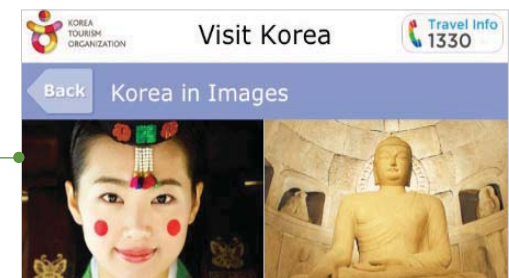 KOREA
TOURISM
ORGANIZATION
Visit Korea
Travel Info
1330
Back
Korea in Images